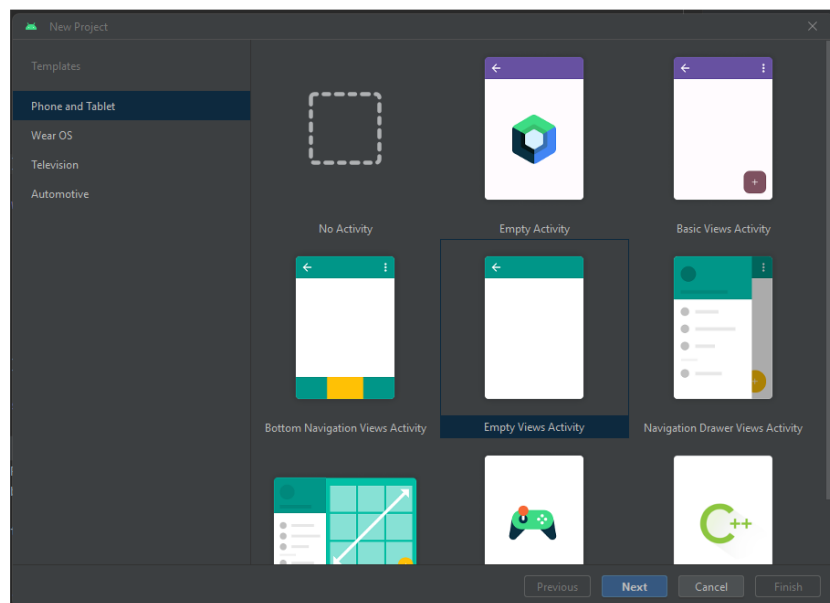 New Project
Templates
Phone and Tablet
Wear OS
Television
Automotive
No Activity
Empty Activity
Basic Views Activity
Bottom Navigation Views Activity
Empty Views Activity
Navigation Drawer Views Activity
C++
Previous
Next
Cancel
Finish